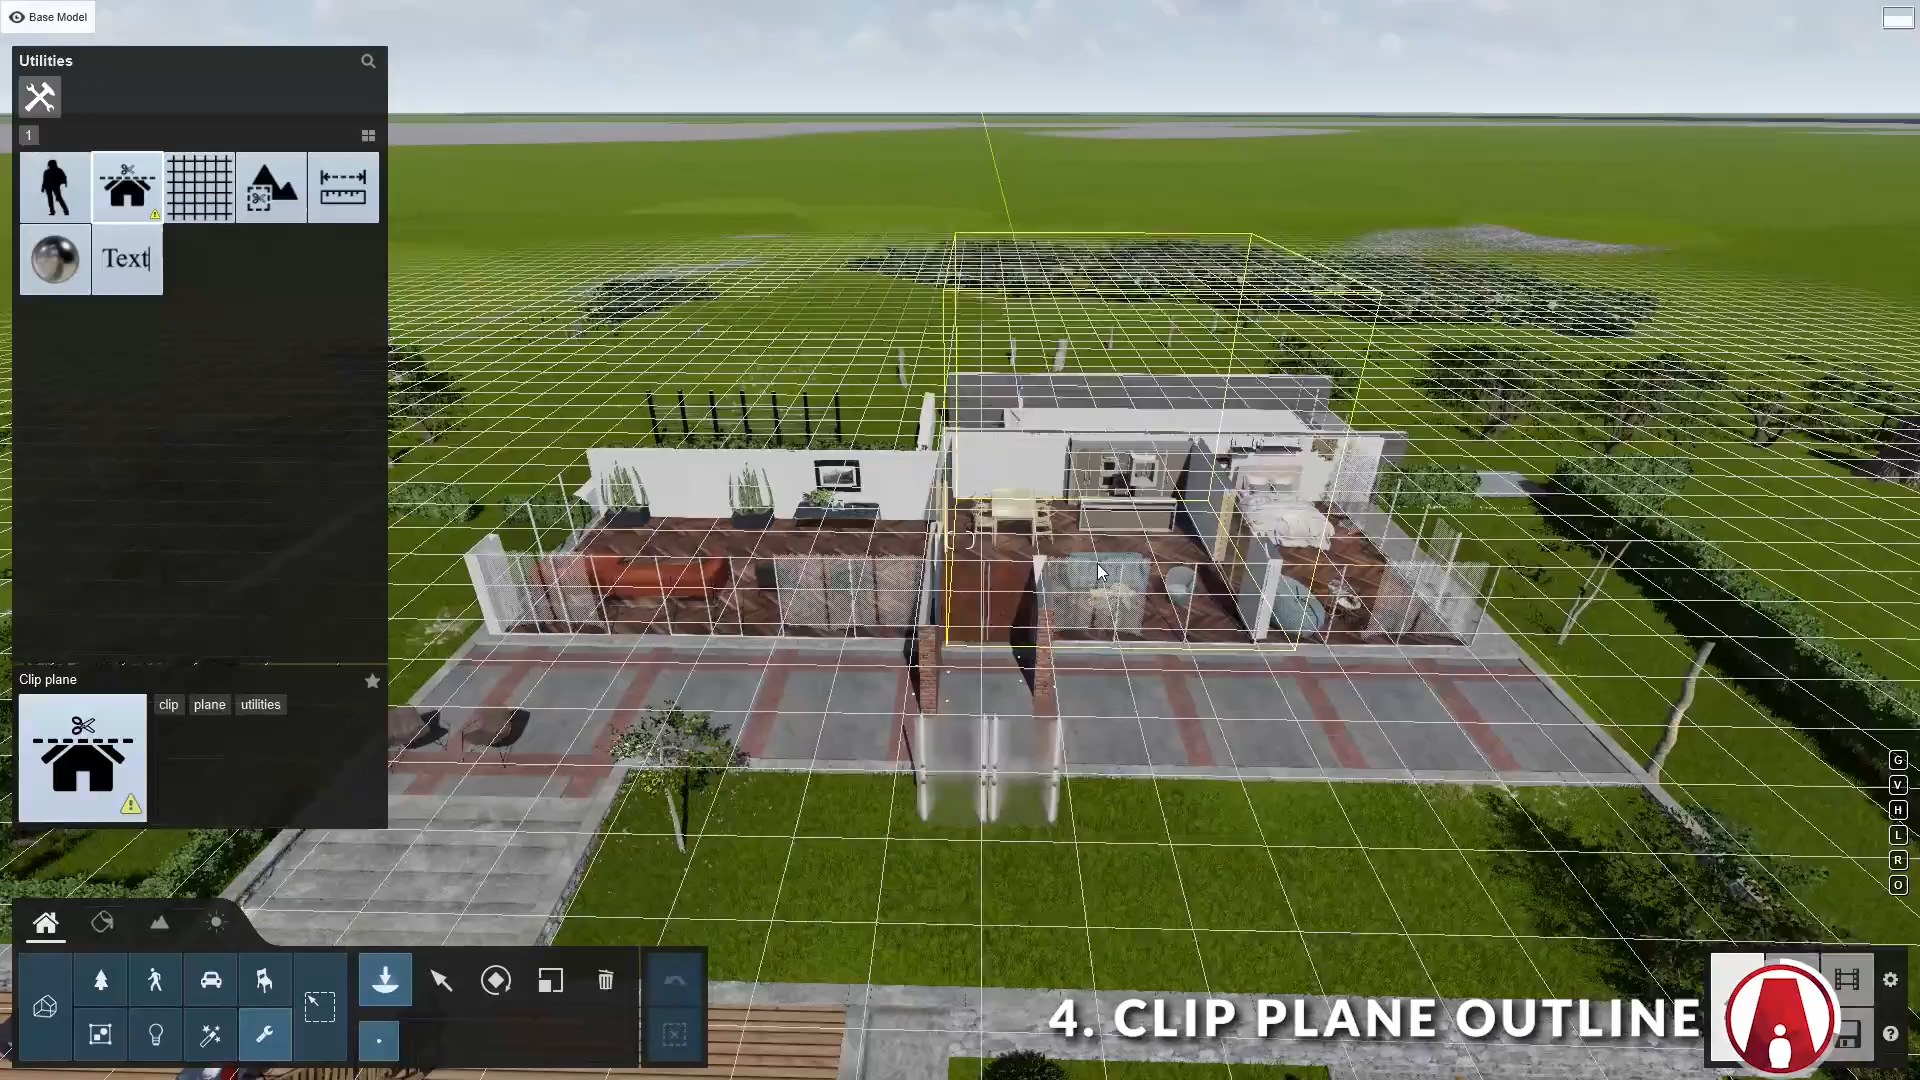 Base Model
Utilities
1
Text
Clip plane
clip plane utilities
G
V
H
L
R
O
4. CLIP PLANE OUTLINE